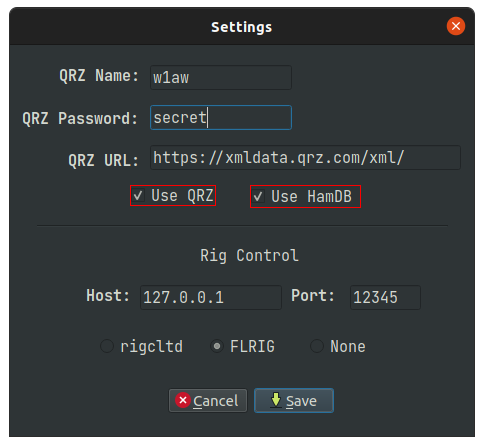 Settings
QRZ Name: w1aw
QRZ Password: secret
QRZ URL: https://xmldata.qrz.com/xml/
Use QRZ Use HamDB
Rig Control
Host: 127.0.0.1 Port: 12345
rigcltd FLRIG None
Cancel Save